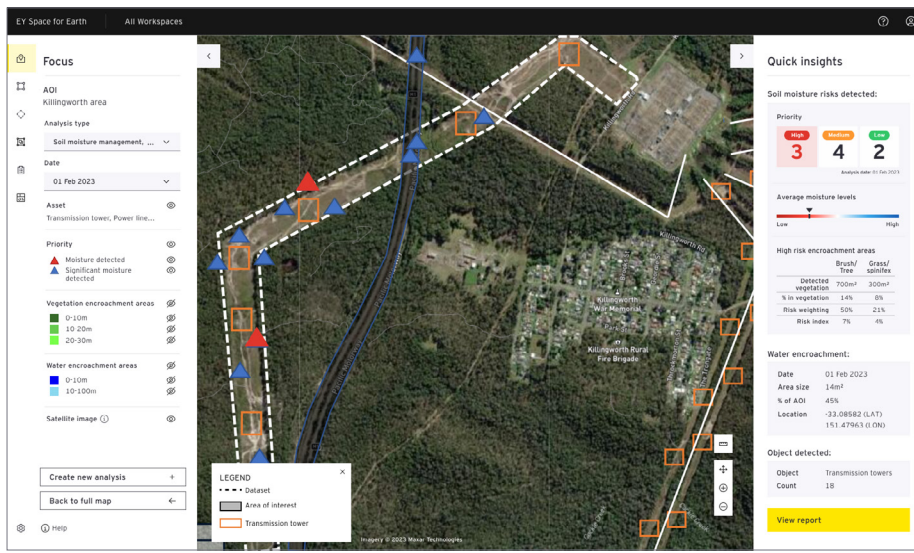 EY Space for Earth
All Workspaces
Focus
AOI
Killingworth area
Analysis type
Soil moisture management, ...
Date
01 Feb 2023
Asset
Transmission tower, Power line...
Priority
Moisture detected
Significant moisture
detected
Vegetation encroachment areas
0-10m
10-20m
20-30m
Water encroachment areas
0-10m
10-100m
Satellite image
Create new analysis +
Back to full map
Help
Killingworth Rd
Killingworth
War Memorial
Park St
Killingworth Rural
Fire Brigade
The Trongate
LEGEND
Dataset
Area of interest
Transmission tower
Imagery © 2023 Maxar Technologies
Quick insights
Soil moisture risks detected:
Priority
High Medium Low
3 4 2
Analysis date: 01 Feb 2023
Average moisture levels
Low High
High risk encroachment areas
Brush/ Grass/
Tree spinifex
Detected
vegetation 700m² 300m²
% in vegetation 14% 8%
Risk weighting 50% 21%
Risk index 7% 4%
Water encroachment:
Date 01 Feb 2023
Area size 14m²
% of AOI 45%
Location -33.08582 (LAT)
151.47963 (LON)
Object detected:
Object Transmission towers
Count 18
View report